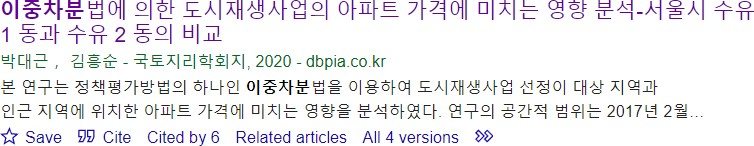 이중차분법에 의한 도시재생사업의 아파트 가격에 미치는 영향 분석-서울시 수유
1 동과 수유 2 동의 비교
박대근， 김흥순 - 국토지리학회지, 2020 - dbpia.co.kr
본 연구는 정책평가방법의 하나인 이중차분법을 이용하여 도시재생사업 선정이 대상 지역과
인근 지역에 위치한 아파트 가격에 미치는 영향을 분석하였다. 연구의 공간적 범위는 2017년 2월...
Save Cite Cited by 6 Related articles All 4 versions